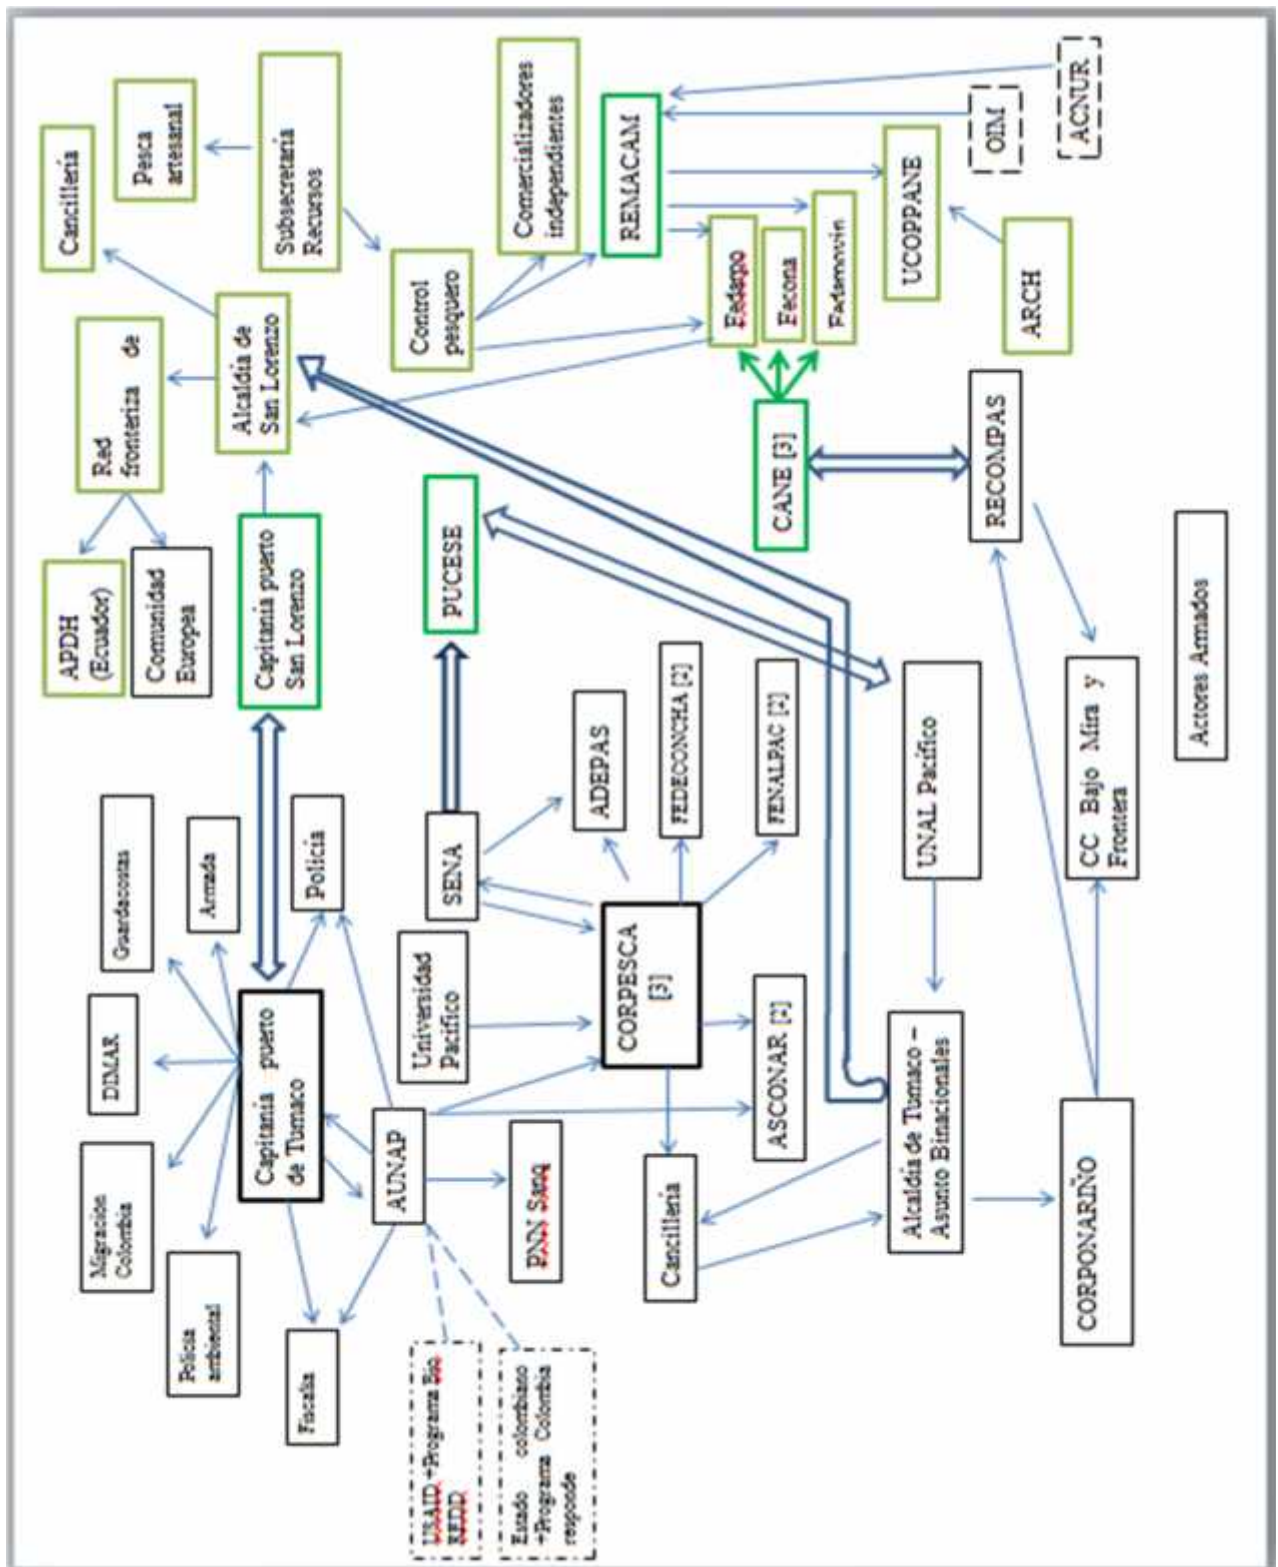 Guardacostas
DIMAR
Migración
Colombia
Armada
Policía
ambiental
Policía
Fiscalía
Capitanía puerto
de Tumaco
AUNAP
USAID +Programa Bio
REDD
Estado colombiano
+Programa Colombia
responde
PNN Sanq
Universidad
Pacífico
SENA
ADEPAS
CORPESCA
[3]
FEDECONCHA [2]
FENALPAC [2]
ASCONAR [2]
Cancillería
Alcaldía de Tumaco –
Asunto Binacionales
UNAL Pacífico
CORPONARIÑO
CC Bajo Mira y
Frontera
Actores Armados
APDH
(Ecuador)
Comunidad
Europea
Red
fronteriza de
Cancillería
Pesca
artesanal
Capitanía puerto
San Lorenzo
Alcaldía de
San Lorenzo
Subsecretaría
Recursos
PUCESE
Control
pesquero
Comercializadores
independientes
REMACAM
Fedarpo
Fecona
Fedamovin
CANE [3]
UCOPPANE
RECOMPAS
ARCH
OIM
ACNUR